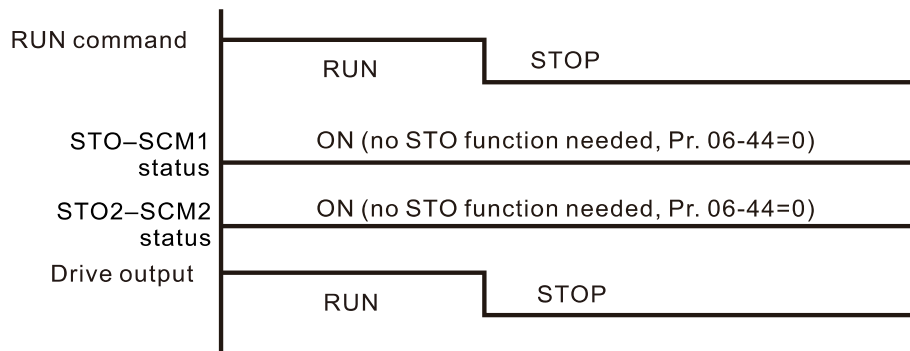 RUN command
RUN
STOP
STO–SCM1
status
ON (no STO function needed, Pr. 06-44=0)
STO2–SCM2
status
ON (no STO function needed, Pr. 06-44=0)
Drive output
RUN
STOP